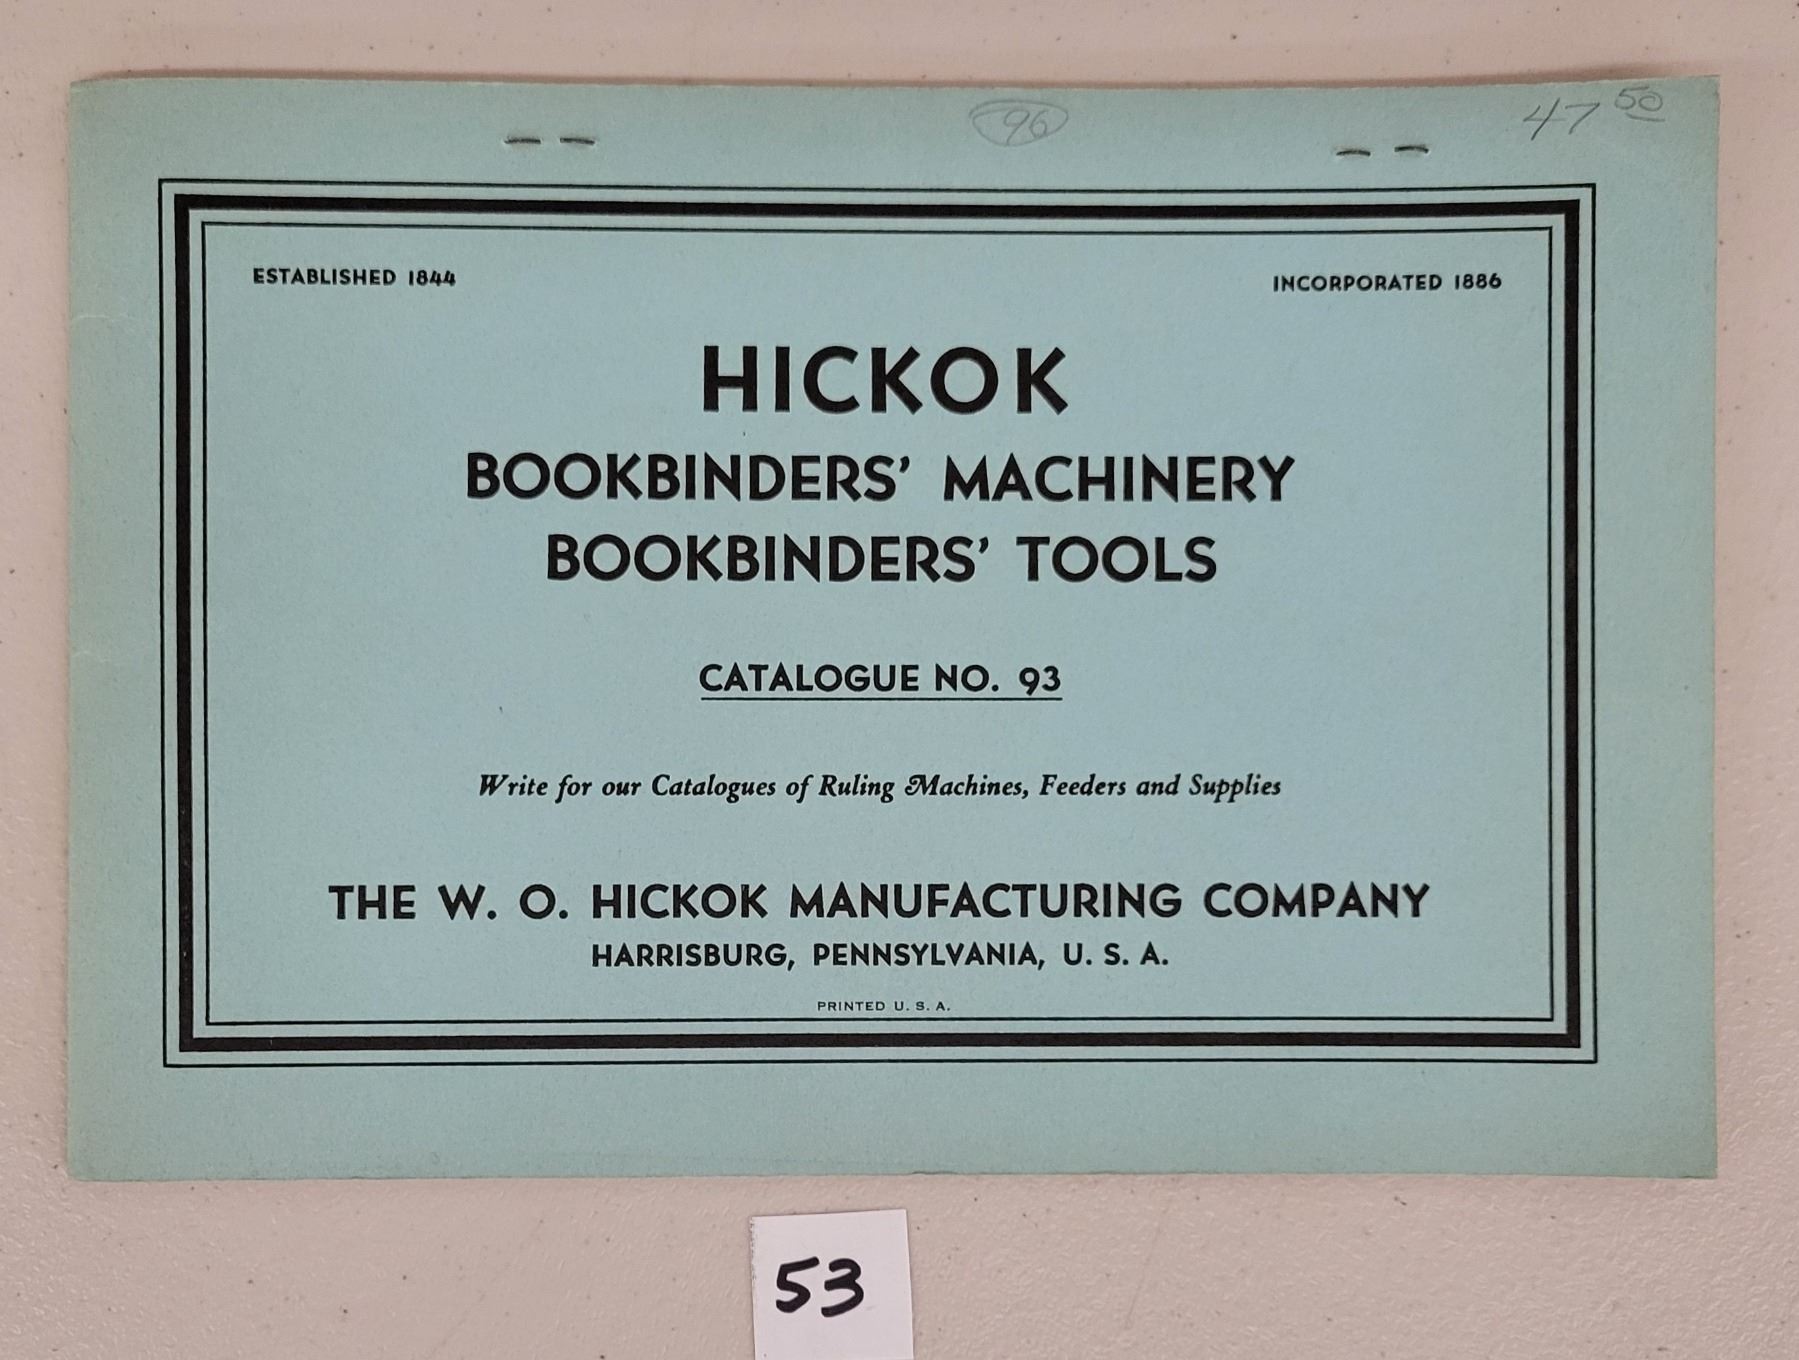 96
47 50
ESTABLISHED 1844
INCORPORATED 1886
HICKOK
BOOKBINDERS' MACHINERY
BOOKBINDERS' TOOLS
CATALOGUE NO. 93
Write for our Catalogues of Ruling Machines, Feeders and Supplies
THE W. O. HICKOK MANUFACTURING COMPANY
HARRISBURG, PENNSYLVANIA, U. S. A.
PRINTED U. S. A.
53